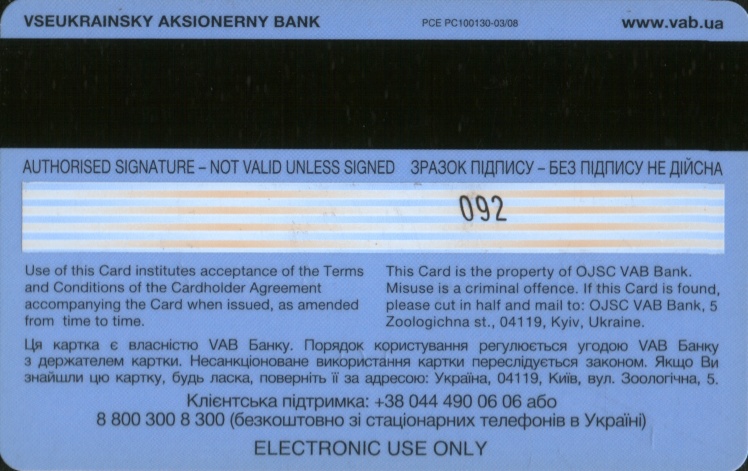 VSEUKRAINSKY AKSIONERNY BANK PCE PC100130-03/08 www.vab.ua
AUTHORISED SIGNATURE – NOT VALID UNLESS SIGNED ЗРАЗОК ПІДПИСУ – БЕЗ ПІДПИСУ НЕ ДІЙСНА
092
Use of this Card institutes acceptance of the Terms
and Conditions of the Cardholder Agreement
accompanying the Card when issued, as amended
from time to time.
This Card is the property of OJSC VAB Bank.
Misuse is a criminal offence. If this Card is found,
please cut in half and mail to: OJSC VAB Bank, 5
Zoologichna st., 04119, Kyiv, Ukraine.
Ця картка є власністю VAB Банку. Порядок користування регулюється угодою VAB Банку
з держателем картки. Несанкціоноване використання картки переслідується законом. Якщо Ви
знайшли цю картку, будь ласка, поверніть її за адресою: Україна, 04119, Київ, вул. Зоологічна, 5.
Клієнтська підтримка: +38 044 490 06 06 або
8 800 300 8 300 (безкоштовно зі стаціонарних телефонів в Україні)
ELECTRONIC USE ONLY